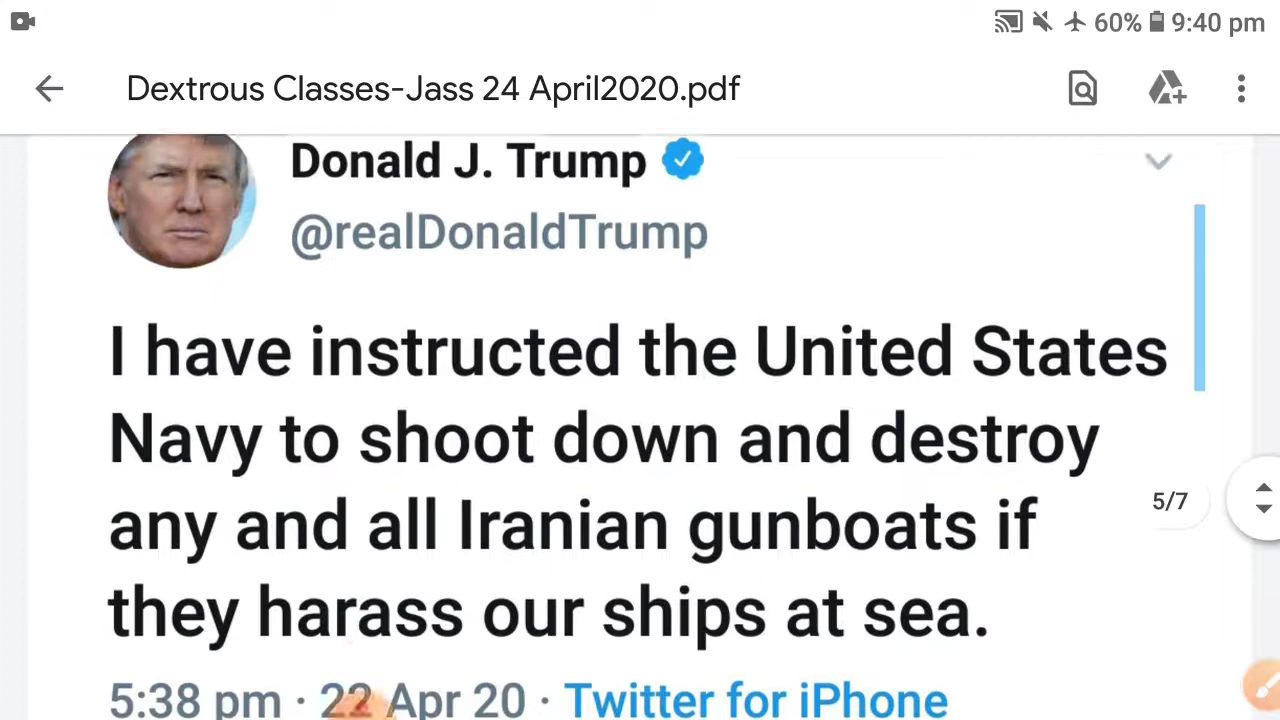 60% 9:40 pm
Dextrous Classes-Jass 24 April2020.pdf
Donald J. Trump
@realDonaldTrump
I have instructed the United States
Navy to shoot down and destroy
any and all Iranian gunboats if
they harass our ships at sea.
5/7
5:38 pm · 22 Apr 20 · Twitter for iPhone